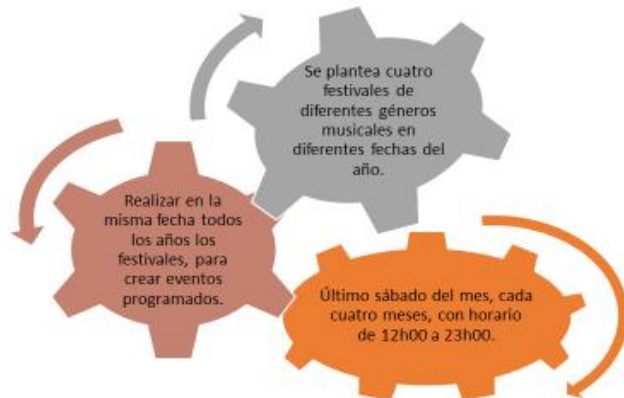 Se plantea cuatro
festivales de
diferentes géneros
musicales en
diferentes fechas del
año.
Realizar en la
misma fecha todos
los años los
festivales, para
crear eventos
programados.
Último sábado del mes, cada
cuatro meses, con horario
de 12h00 a 23h00.